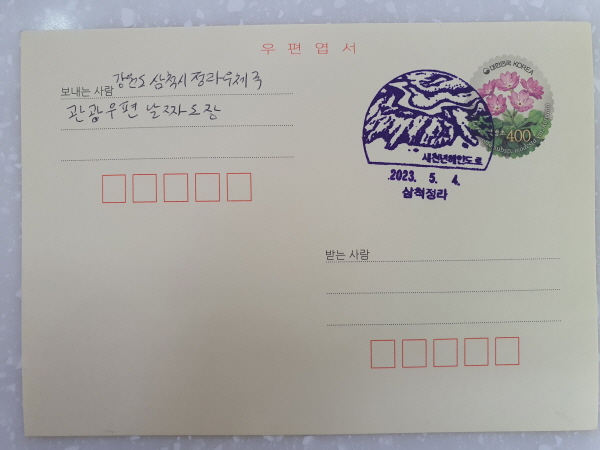 우편엽서
대한민국 KOREA
400
보내는 사람 강원도 삼척시 정라우체국
관광우편 날짜도장
새천년해안도로
2023. 5. 4.
삼척정라
받는 사람